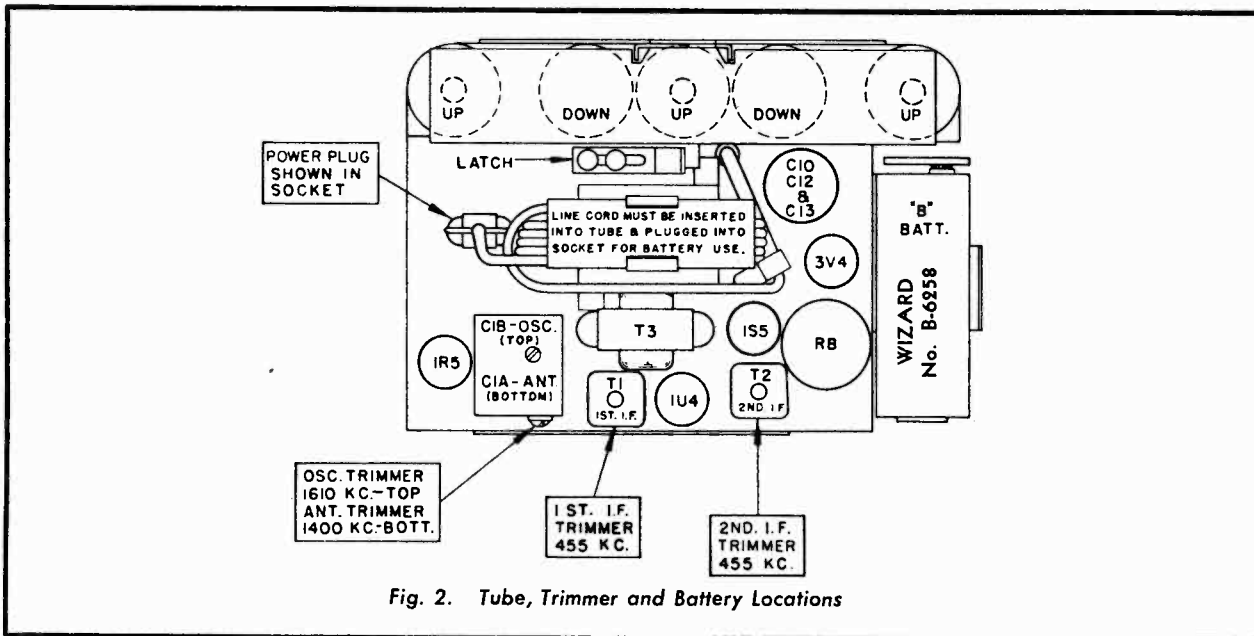 UP
DOWN
UP
DOWN
UP
POWER PLUG
SHOWN IN
SOCKET
LATCH
C10
C12
&
C13
"B"
BATT.
WIZARD
No. B-6258
LINE CORD MUST BE INSERTED
INTO TUBE & PLUGGED INTO
SOCKET FOR BATTERY USE.
3V4
1R5
C1B-OSC.
(TOP)
C1A-ANT.
(BOTTOM)
T3
1S5
RB
T1
1ST. I.F.
1U4
T2
2ND. I.F
OSC. TRIMMER
1610 KC.-TOP
ANT. TRIMMER
1400 KC.-BOTT.
1 ST. I.F.
TRIMMER
455 KC.
2ND. I.F.
TRIMMER
455 KC.
Fig. 2. Tube, Trimmer and Battery Locations